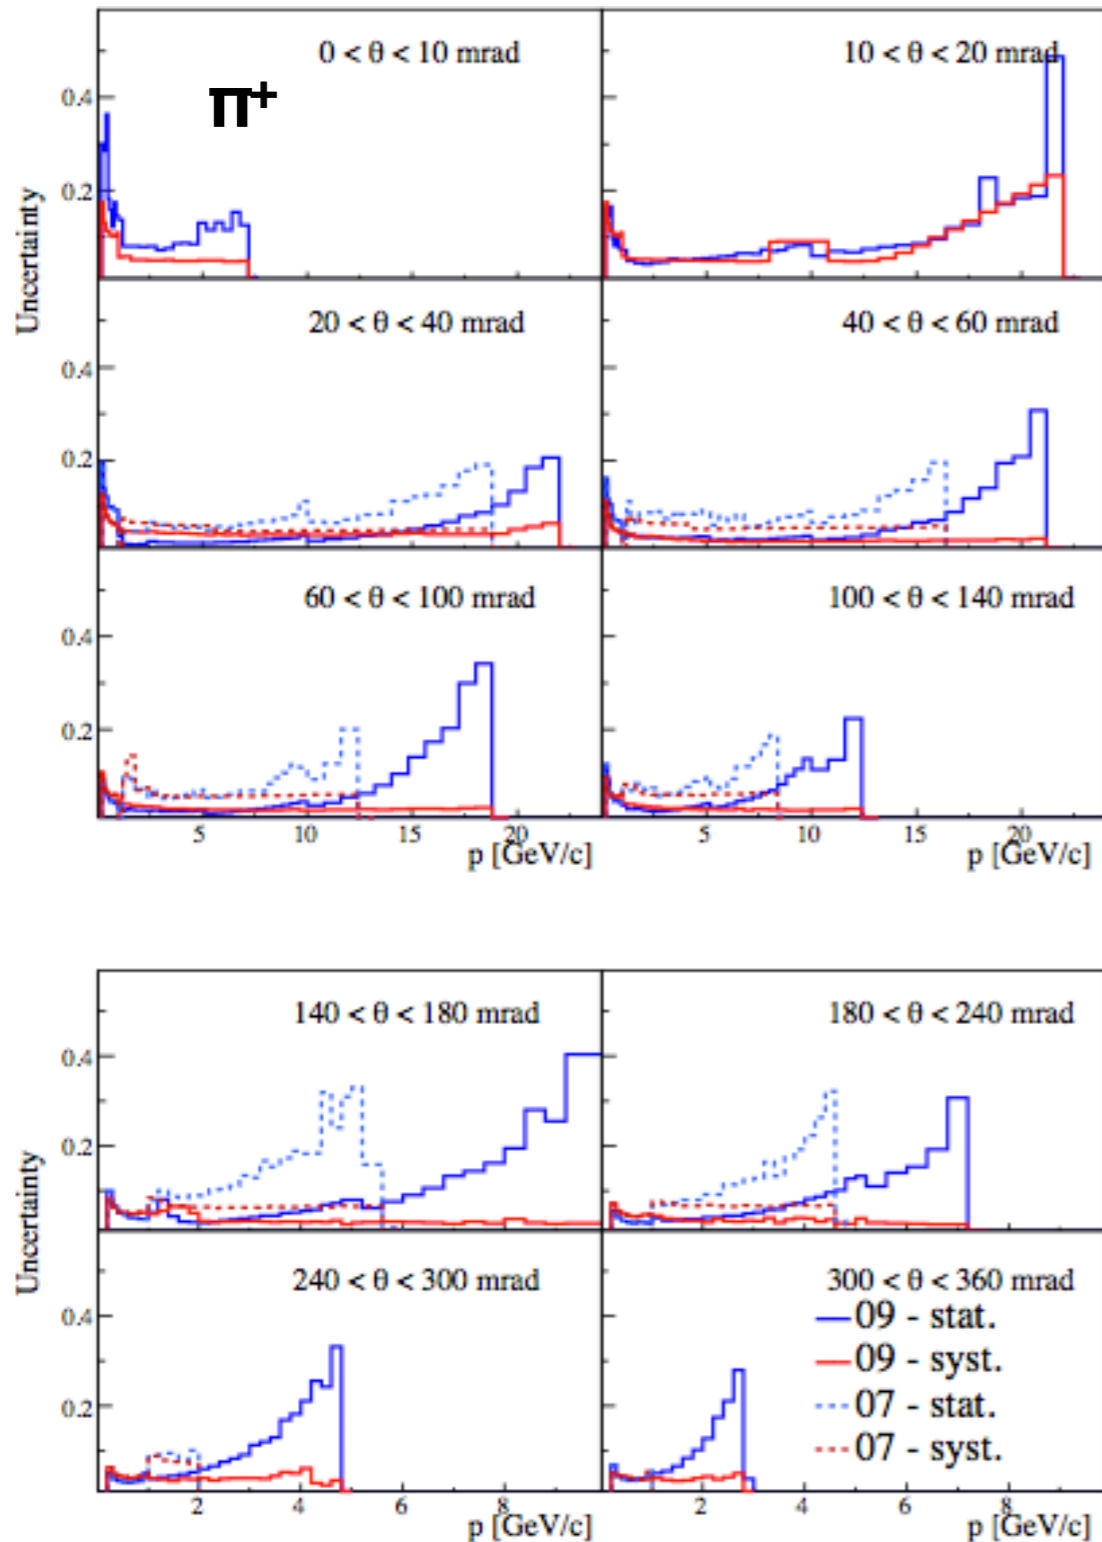 0 < θ < 10 mrad
10 < θ < 20 mrad
π+
0.4
Uncertainty
0.2
20 < θ < 40 mrad
40 < θ < 60 mrad
0.4
0.2
60 < θ < 100 mrad
100 < θ < 140 mrad
0.4
0.2
5 10 15 20
5 10 15 20
p [GeV/c]
p [GeV/c]
140 < θ < 180 mrad
180 < θ < 240 mrad
0.4
Uncertainty
0.2
240 < θ < 300 mrad
300 < θ < 360 mrad
0.4
0.2
09 - stat.
09 - syst.
07 - stat.
07 - syst.
2 4 6 8
2 4 6 8
p [GeV/c]
p [GeV/c]